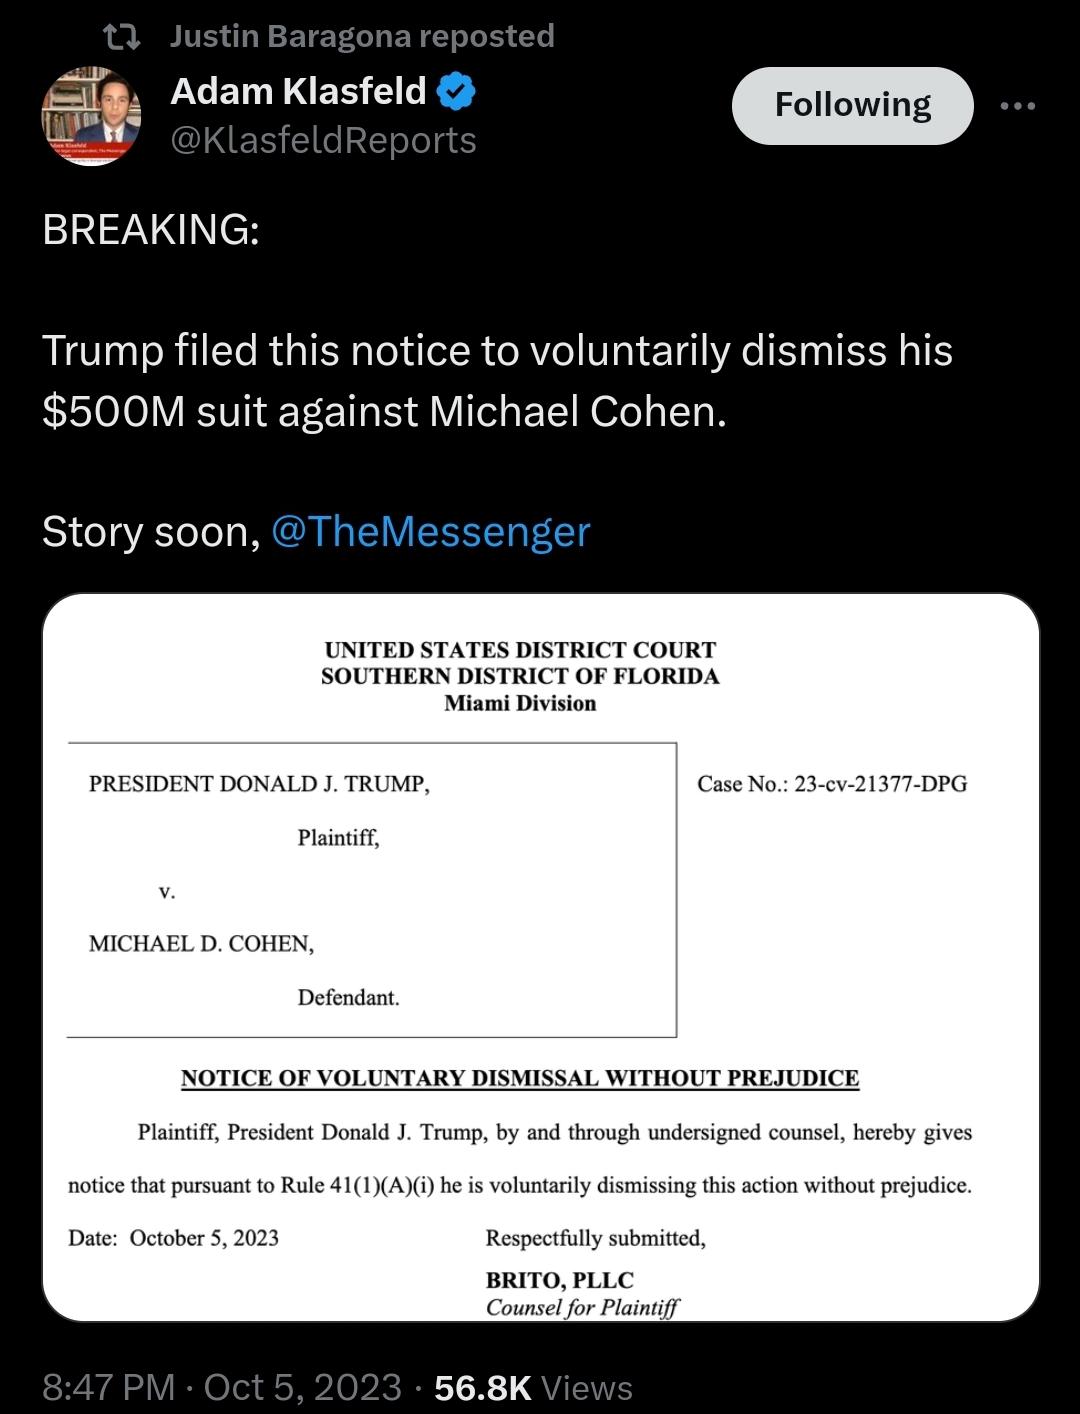 Justin Baragona reposted
Adam Klasfeld
@KlasfeldReports
Following
BREAKING:
Trump filed this notice to voluntarily dismiss his
$500M suit against Michael Cohen.
Story soon, @TheMessenger
UNITED STATES DISTRICT COURT
SOUTHERN DISTRICT OF FLORIDA
Miami Division
PRESIDENT DONALD J. TRUMP,
Case No.: 23-cv-21377-DPG
Plaintiff,
v.
MICHAEL D. COHEN,
Defendant.
NOTICE OF VOLUNTARY DISMISSAL WITHOUT PREJUDICE
Plaintiff, President Donald J. Trump, by and through undersigned counsel, hereby gives
notice that pursuant to Rule 41(1)(A)(i) he is voluntarily dismissing this action without prejudice.
Date: October 5, 2023
Respectfully submitted,
BRITO, PLLC
Counsel for Plaintiff
8:47 PM · Oct 5, 2023 · 56.8K Views